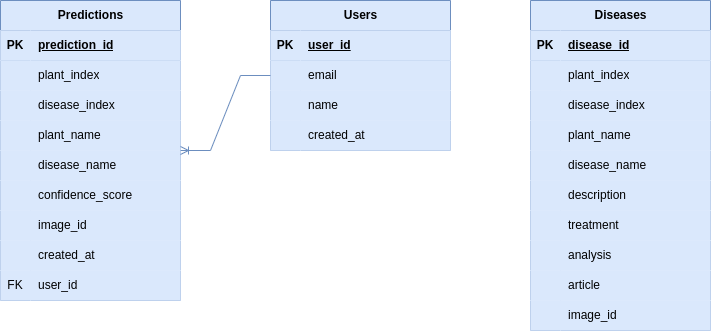 Predictions
PK prediction_id
plant_index
disease_index
plant_name
disease_name
confidence_score
image_id
created_at
FK user_id
Users
PK user_id
email
name
created_at
Diseases
PK disease_id
plant_index
disease_index
plant_name
disease_name
description
treatment
analysis
article
image_id